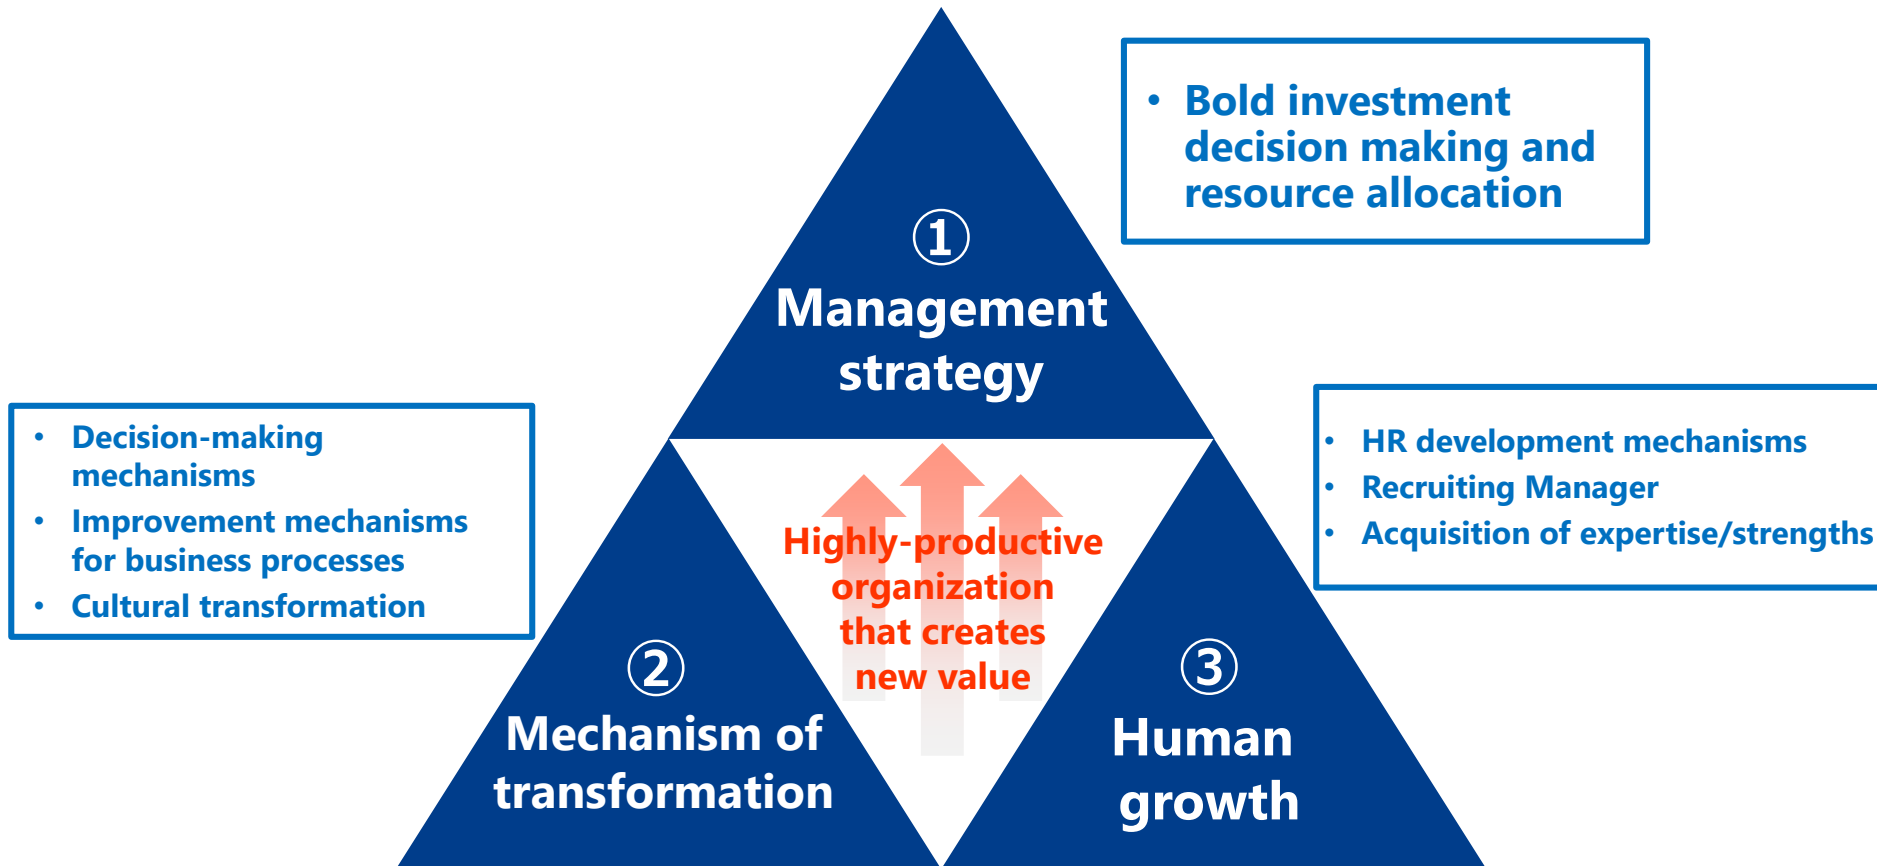 • Bold investment
decision making and
resource allocation
①
Management
strategy
• Decision-making
mechanisms
• Improvement mechanisms
for business processes
• Cultural transformation
• HR development mechanisms
• Recruiting Manager
• Acquisition of expertise/strengths
Highly-productive
organization
that creates
new value
②
Mechanism of
transformation
③
Human
growth